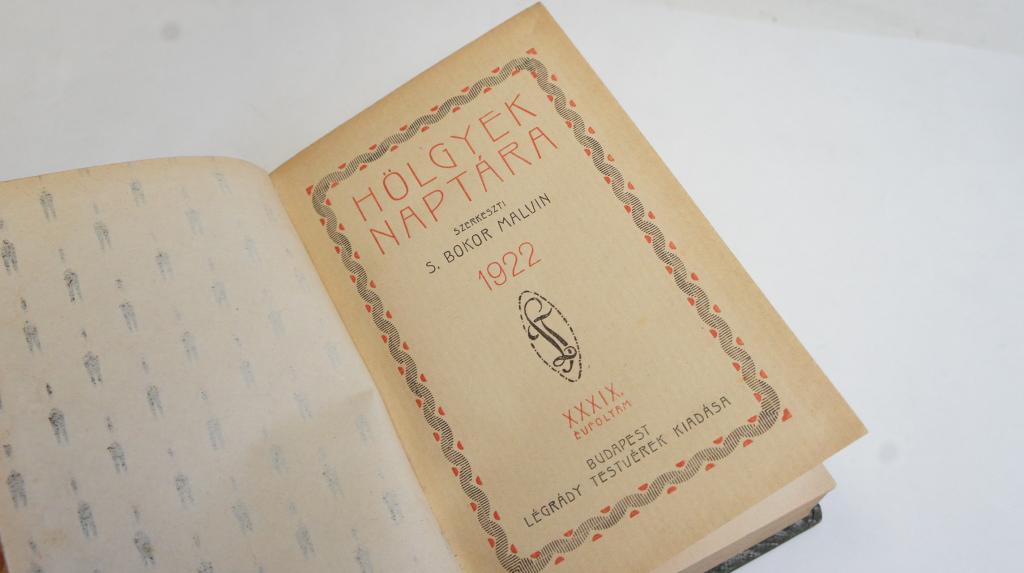 HÖLGYEK
NAPTÁRA
SZERKESZTI
S. BOKOR MALVIN
1922
XXXIX.
ÉVFOLYAM
BUDAPEST
LÉGRÁDY TESTVÉREK KIADÁSA